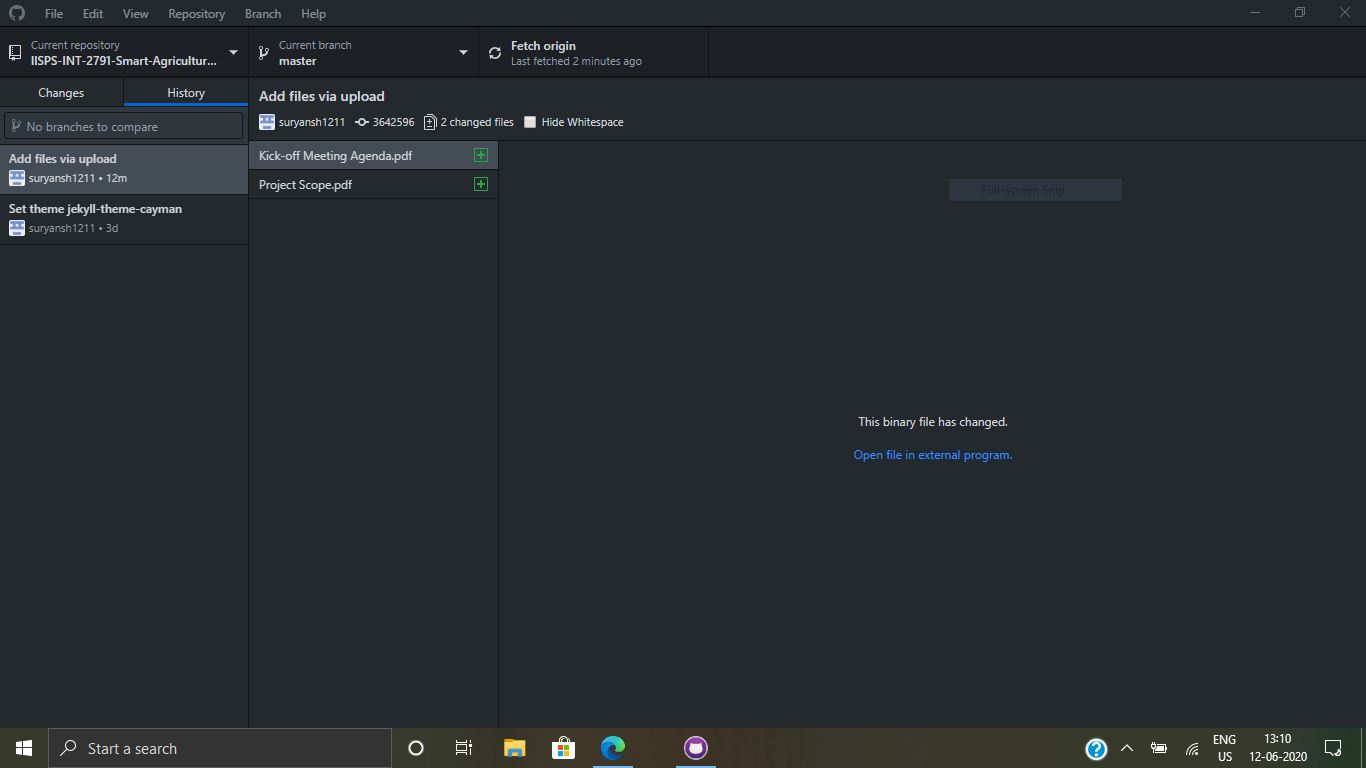 File Edit View Repository Branch Help
Current repository
IISPS-INT-2791-Smart-Agricultur...
Current branch
master
Fetch origin
Last fetched 2 minutes ago
Changes
History
No branches to compare
Add files via upload
suryansh1211 • 12m
Set theme jekyll-theme-cayman
suryansh1211 • 3d
Add files via upload
suryansh1211 3642596 2 changed files Hide Whitespace
Kick-off Meeting Agenda.pdf
Project Scope.pdf
Full-screen Snip
This binary file has changed.
Open file in external program.
Start a search
ENG
US
13:10
12-06-2020